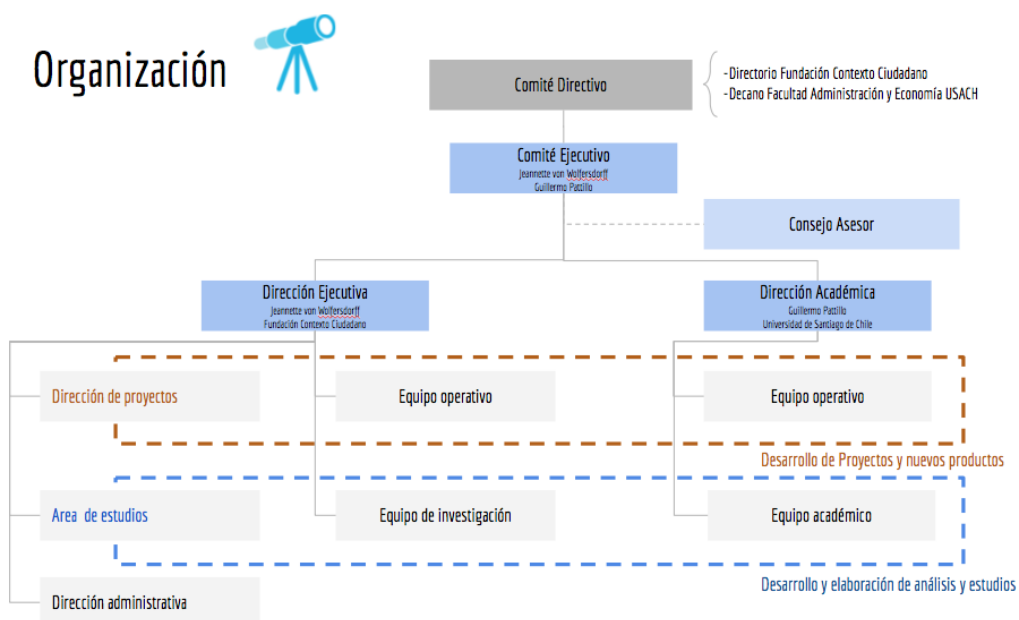 Organización
Comité Directivo
-Directorio Fundación Contexto Ciudadano
-Decano Facultad Administración y Economía USACH
Comité Ejecutivo
Jeannette von Wolfersdorff
Guillermo Pattillo
Consejo Asesor
Dirección Ejecutiva
Jeannette von Wolfersdorff
Fundación Contexto Ciudadano
Dirección Académica
Guillermo Pattillo
Universidad de Santiago de Chile
Dirección de proyectos
Equipo operativo
Equipo operativo
Desarrollo de Proyectos y nuevos productos
Area de estudios
Equipo de investigación
Equipo académico
Desarrollo y elaboración de análisis y estudios
Dirección administrativa